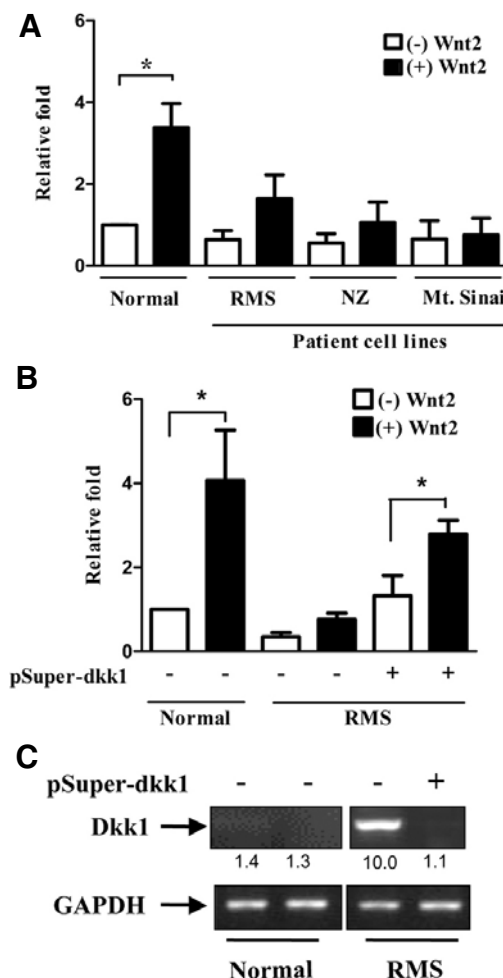 A
6
(-) Wnt2
(+) Wnt2
*
4
Relative fold
2
0
Normal RMS NZ Mt. Sinai
Patient cell lines
B
6
(-) Wnt2
(+) Wnt2
*
*
4
Relative fold
2
0
pSuper-dkk1 - - - - + +
Normal RMS
C
pSuper-dkk1 - - - +
Dkk1
1.4 1.3 10.0 1.1
GAPDH
Normal RMS